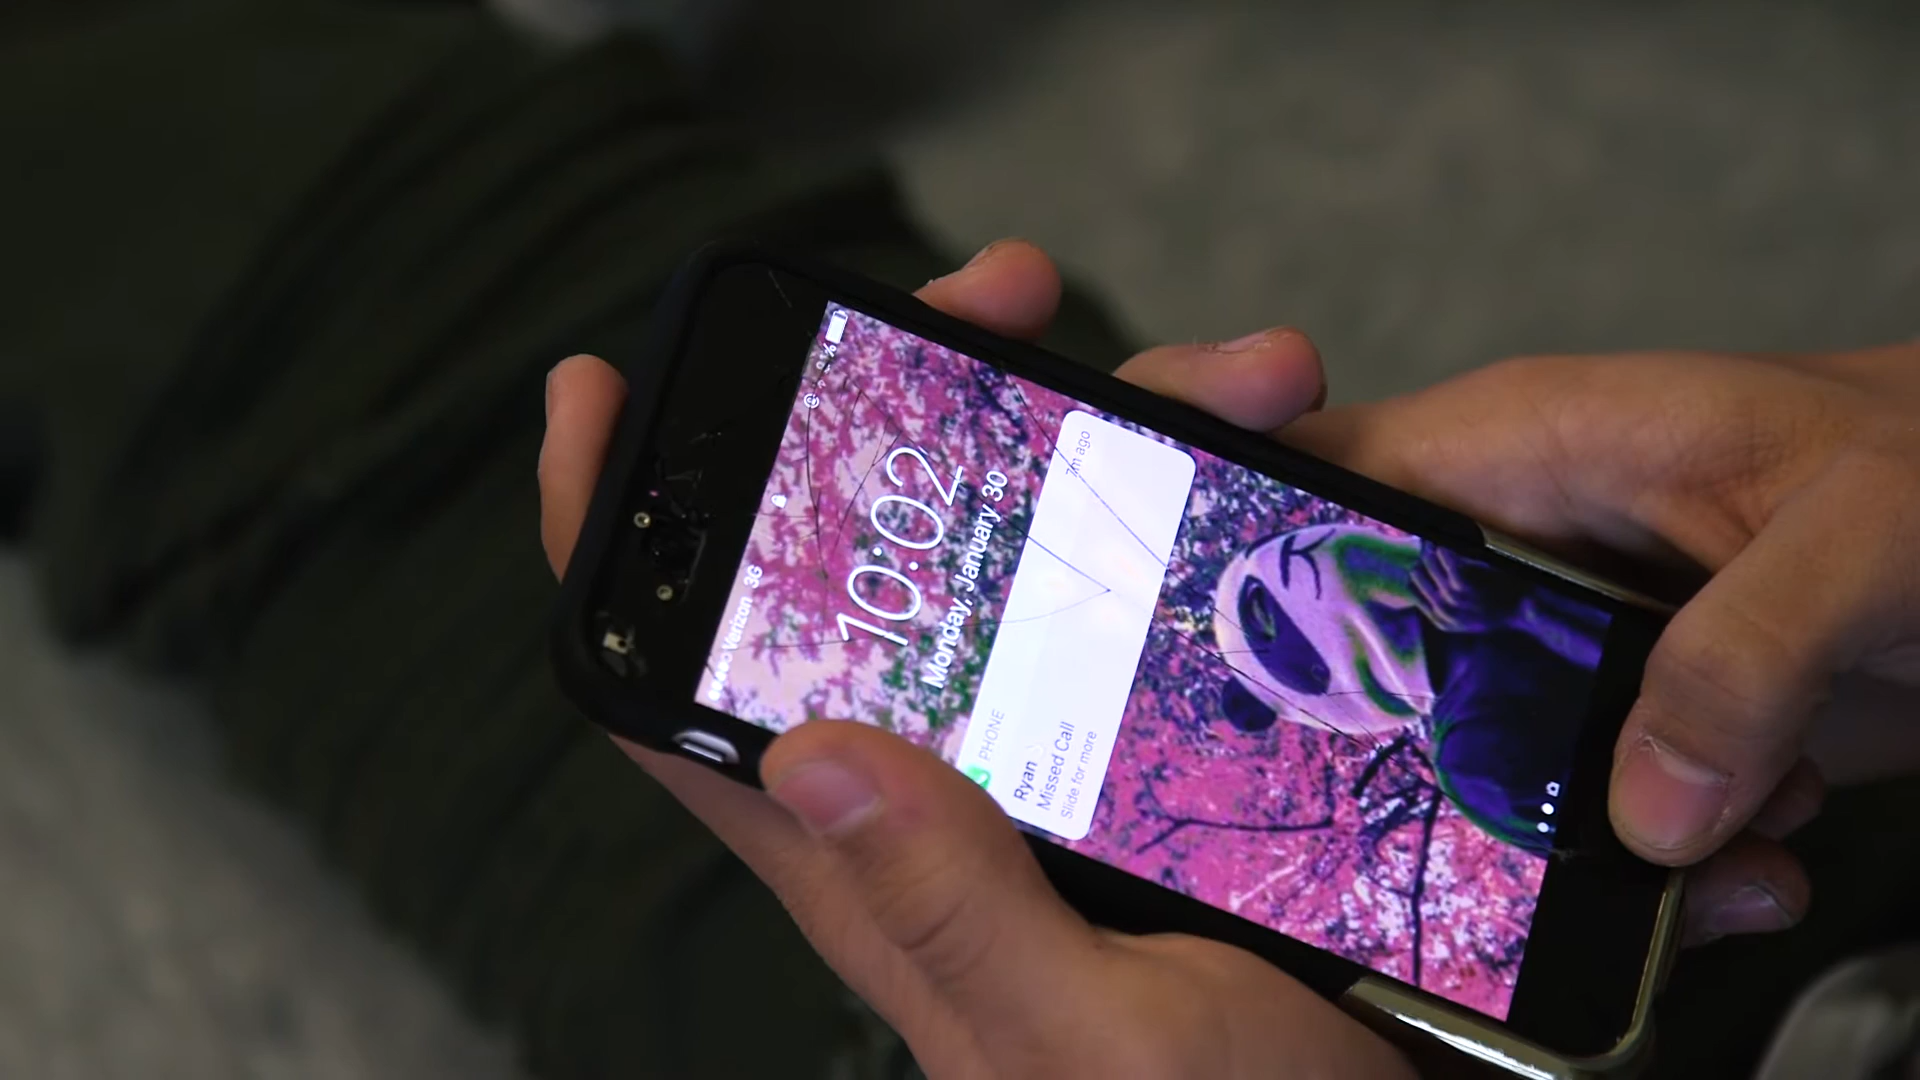 Verizon 3G
10:02
Monday, January 30
PHONE
7m ago
Ryan
Missed Call
Slide for more